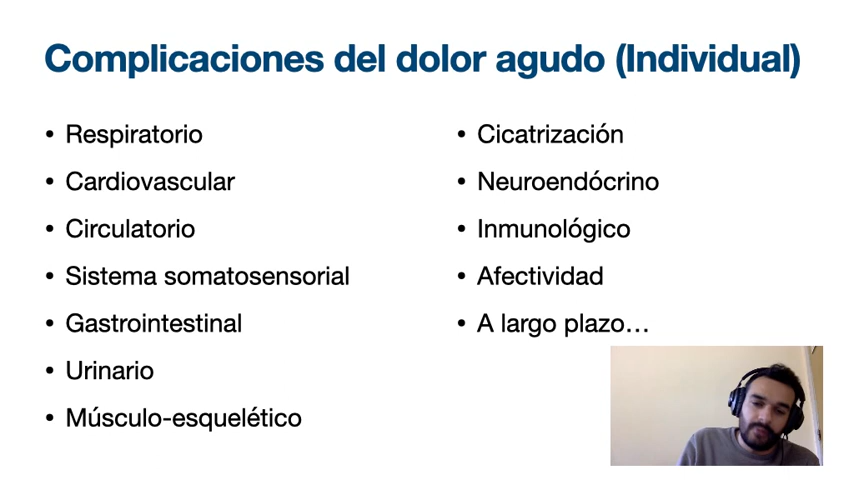 Complicaciones del dolor agudo (Individual)
• Respiratorio
• Cardiovascular
• Circulatorio
• Sistema somatosensorial
• Gastrointestinal
• Urinario
• Músculo-esquelético
• Cicatrización
• Neuroendócrino
• Inmunológico
• Afectividad
• A largo plazo…